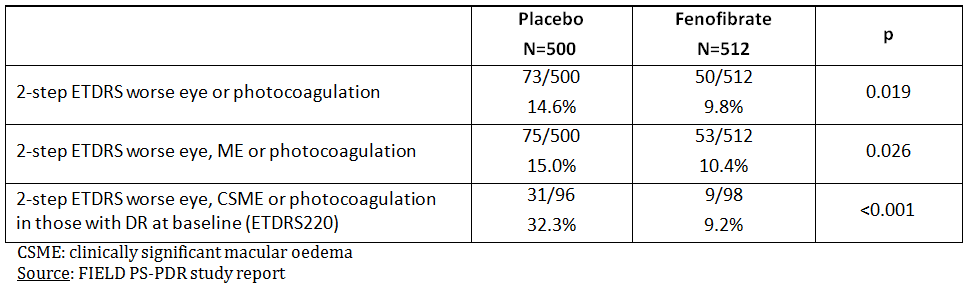 Placebo
N=500
Fenofibrate
N=512
p
2-step ETDRS worse eye or photocoagulation
73/500
14.6%
50/512
9.8%
0.019
2-step ETDRS worse eye, ME or photocoagulation
75/500
15.0%
53/512
10.4%
0.026
2-step ETDRS worse eye, CSME or photocoagulation
in those with DR at baseline (ETDRS220)
31/96
32.3%
9/98
9.2%
<0.001
CSME: clinically significant macular oedema
Source: FIELD PS-PDR study report